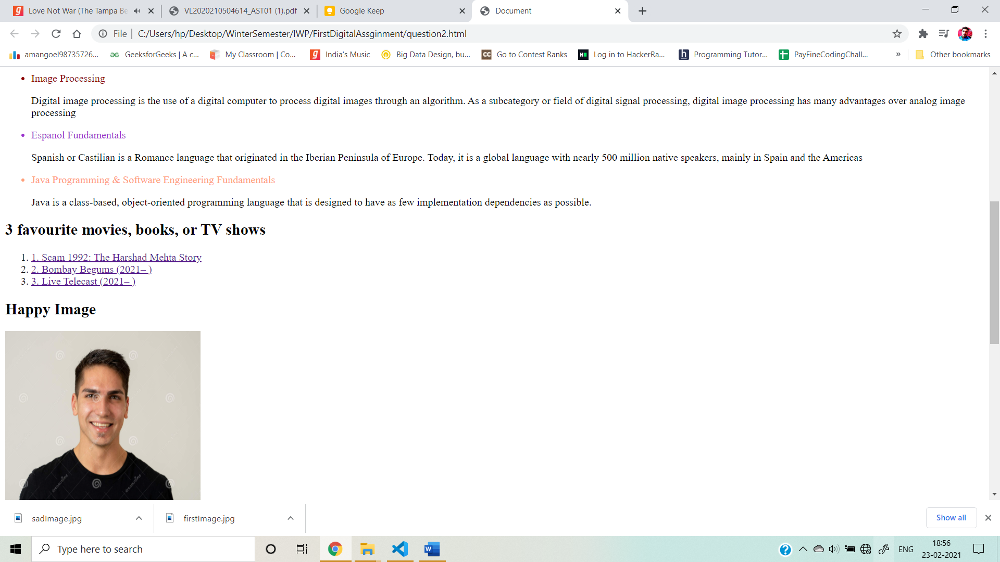 Love Not War (The Tampa Be
VL2020210504614_AST01 (1).pdf
Google Keep
Document
File | C:/Users/hp/Desktop/WinterSemester/IWP/FirstDigitalAssginment/question2.html
amangoel98735726...
GeeksforGeeks | A c...
My Classroom | Co...
India's Music
Big Data Design, bu...
Go to Contest Ranks
Log in to HackerRa...
Programming Tutor...
PayFineCodingChall...
»
Other bookmarks
• Image Processing
Digital image processing is the use of a digital computer to process digital images through an algorithm. As a subcategory or field of digital signal processing, digital image processing has many advantages over analog image
processing
• Espanol Fundamentals
Spanish or Castilian is a Romance language that originated in the Iberian Peninsula of Europe. Today, it is a global language with nearly 500 million native speakers, mainly in Spain and the Americas
• Java Programming & Software Engineering Fundamentals
Java is a class-based, object-oriented programming language that is designed to have as few implementation dependencies as possible.
3 favourite movies, books, or TV shows
1. 1. Scam 1992: The Harshad Mehta Story
2. 2. Bombay Begums (2021– )
3. 3. Live Telecast (2021– )
Happy Image
dreamstime
dreamstime
sadImage.jpg
firstImage.jpg
Show all
Type here to search
ENG
18:56
23-02-2021